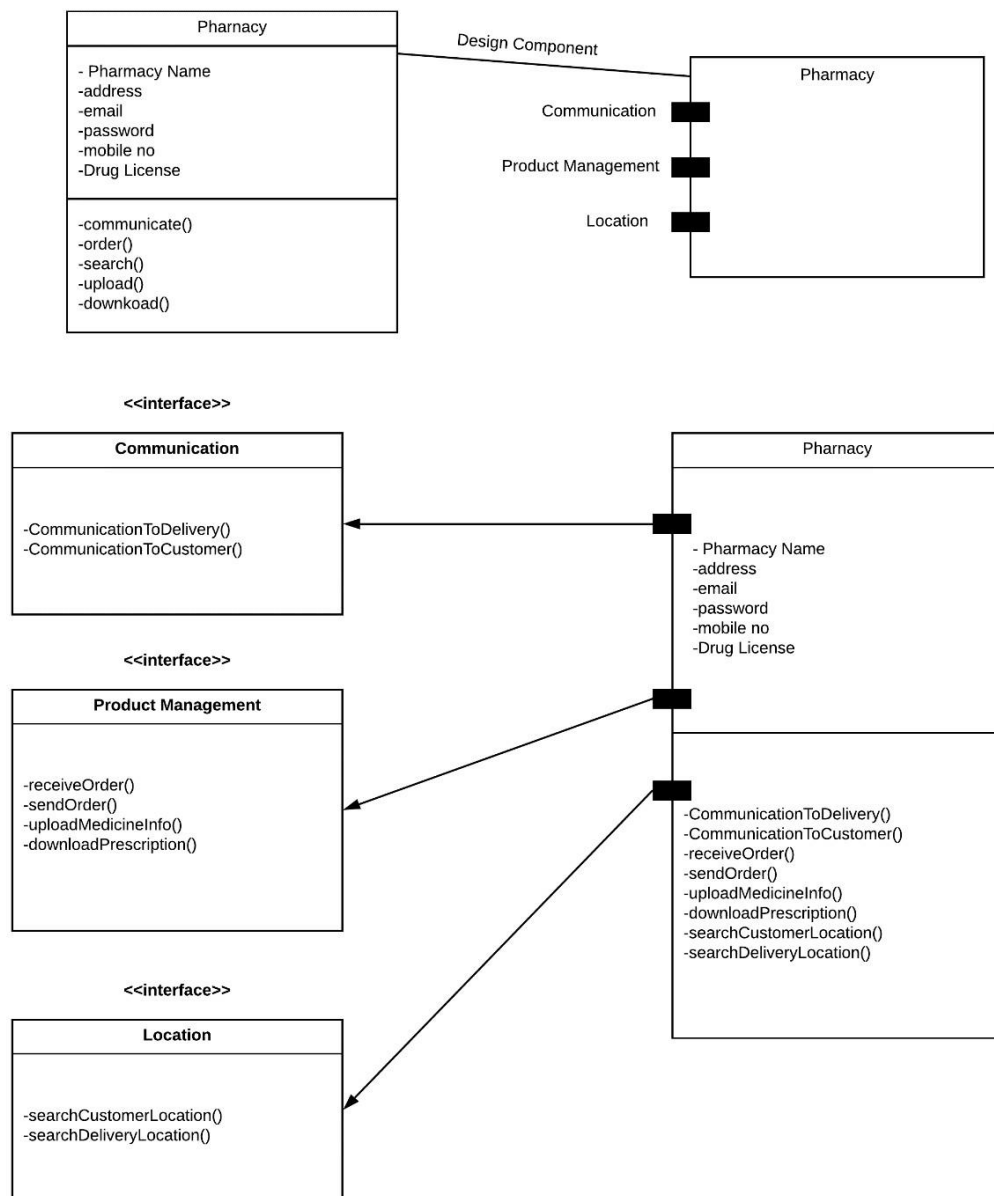 Pharnacy
- Pharmacy Name
-address
-email
-password
-mobile no
-Drug License
-communicate()
-order()
-search()
-upload()
-downkoad()
Design Component
Pharmacy
Communication
Product Management
Location
<<interface>>
Communication
-CommunicationToDelivery()
-CommunicationToCustomer()
<<interface>>
Product Management
-receiveOrder()
-sendOrder()
-uploadMedicineInfo()
-downloadPrescription()
<<interface>>
Location
-searchCustomerLocation()
-searchDeliveryLocation()
Pharmacy
- Pharmacy Name
-address
-email
-password
-mobile no
-Drug License
-CommunicationToDelivery()
-CommunicationToCustomer()
-receiveOrder()
-sendOrder()
-uploadMedicineInfo()
-downloadPrescription()
-searchCustomerLocation()
-searchDeliveryLocation()